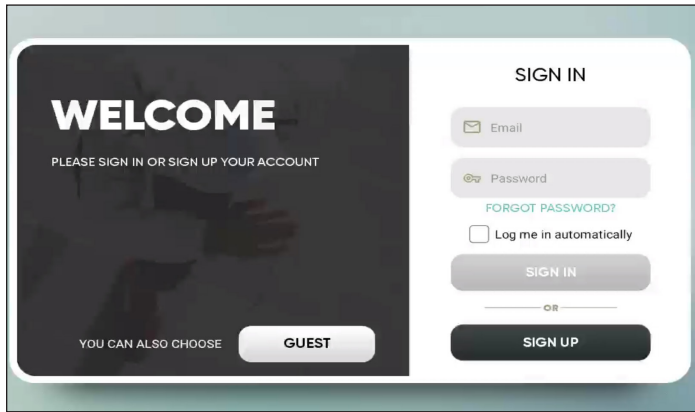 WELCOME
PLEASE SIGN IN OR SIGN UP YOUR ACCOUNT
YOU CAN ALSO CHOOSE
GUEST
SIGN IN
Email
Password
FORGOT PASSWORD?
Log me in automatically
SIGN IN
OR
SIGN UP